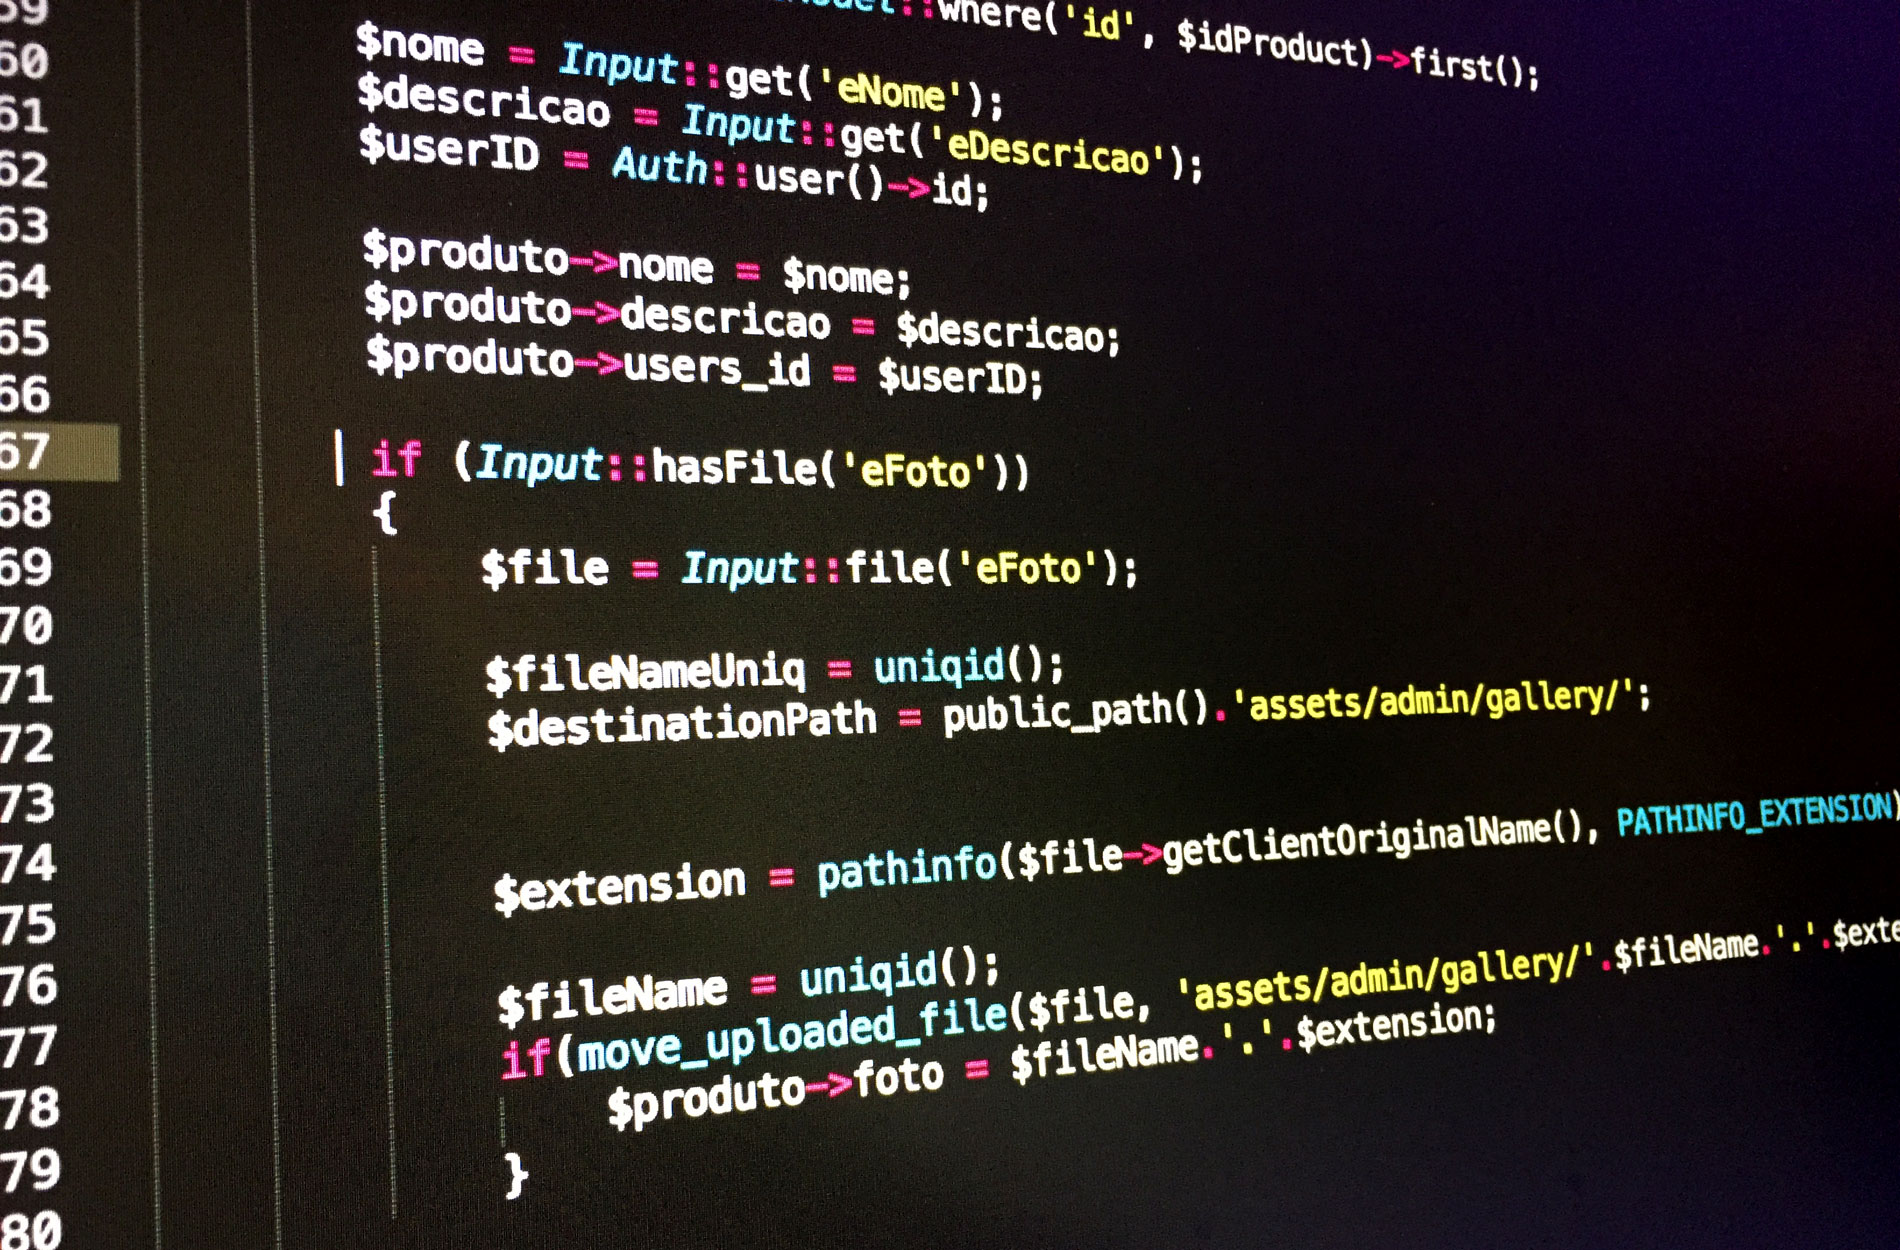 59
::where('id', $idProduct)->first();
60 $nome = Input::get('eNome');
61 $descricao = Input::get('eDescricao');
62 $userID = Auth::user()->id;
63
64 $produto->nome = $nome;
65 $produto->descricao = $descricao;
66 $produto->users_id = $userID;
67 if (Input::hasFile('eFoto'))
68 {
69 $file = Input::file('eFoto');
70
71 $fileNameUniq = uniqid();
72 $destinationPath = public_path().'assets/admin/gallery/';
73
74 $extension = pathinfo($file->getClientOriginalName(), PATHINFO_EXTENSION)
75
76 $fileName = uniqid();
77 if(move_uploaded_file($file, 'assets/admin/gallery/'.$fileName.'.'.$exte
78 $produto->foto = $fileName.'.'.$extension;
79 }
80